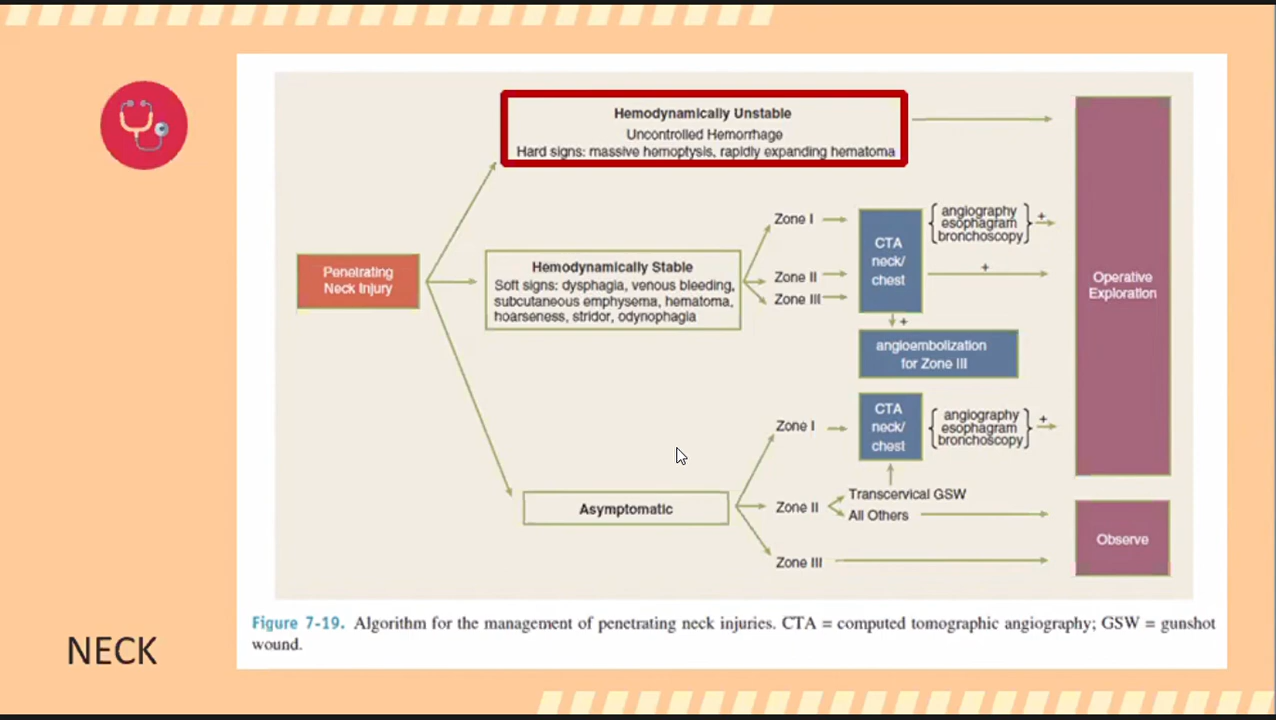 Hemodynamically Unstable
Uncontrolled Hemorrhage
Hard signs: massive hemoptysis, rapidly expanding hematoma
Penetrating
Neck Injury
Hemodynamically Stable
Soft signs: dysphagia, venous bleeding,
subcutaneous emphysema, hematoma,
hoarseness, stridor, odynophagia
Zone I
Zone II
Zone III
CTA
neck/
chest
angiography
esophagram
bronchoscopy
+
+
+
angioembolization
for Zone III
Operative
Exploration
Asymptomatic
Zone I
CTA
neck/
chest
angiography
esophagram
bronchoscopy
+
Zone II
Transcervical GSW
All Others
Zone III
Observe
Figure 7-19. Algorithm for the management of penetrating neck injuries. CTA = computed tomographic angiography; GSW = gunshot
wound.
NECK